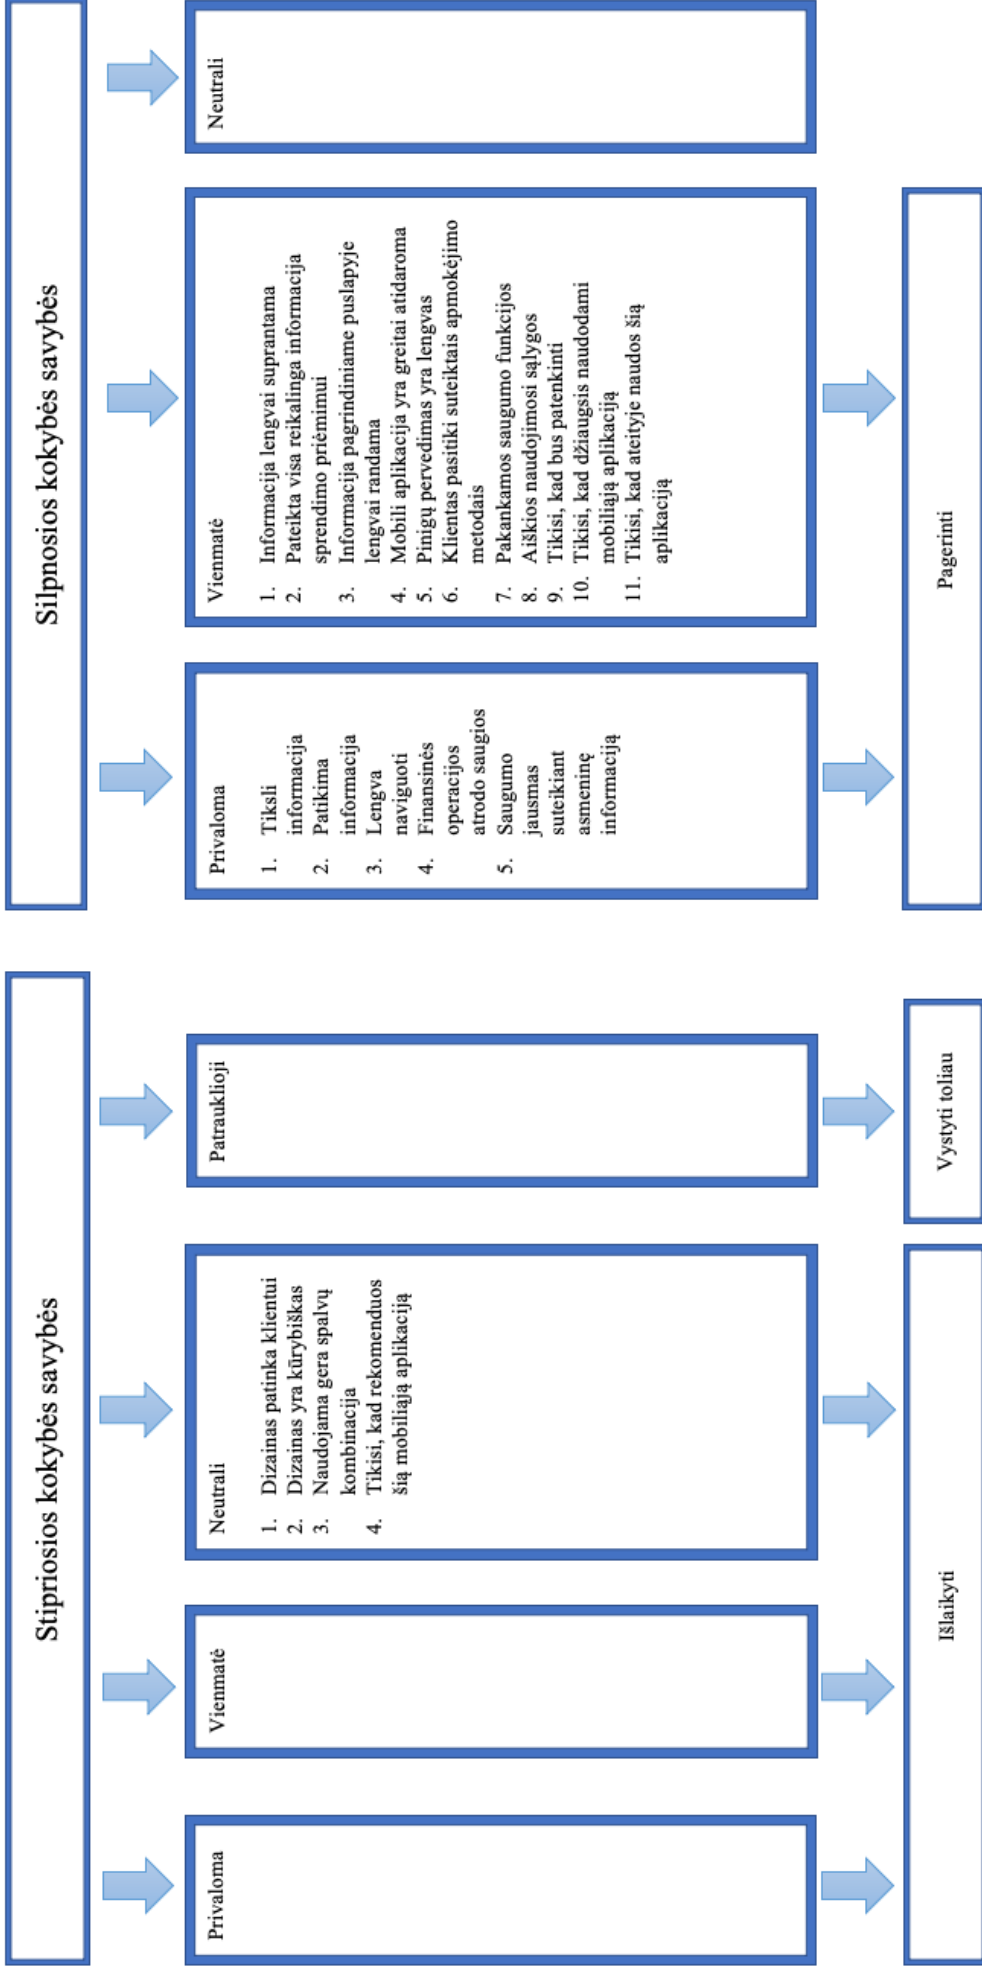 Stipriosios kokybės savybės
Privaloma
Vienmatė
Neutrali
1. Dizainas patinka klientui
2. Dizainas yra kūrybiškas
3. Naudojama gera spalvų
kombinacija
4. Tikisi, kad rekomenduos
šią mobiliąją aplikaciją
Patrauklioji
Išlaikyti
Vystyti toliau
Silpnosios kokybės savybės
Privaloma
1. Tiksli
informacija
2. Patikima
informacija
3. Lengva
naviguoti
4. Finansinės
operacijos
atrodo saugios
5. Saugumo
jausmas
suteikiant
asmeninę
informaciją
Vienmatė
1. Informacija lengvai suprantama
2. Pateikta visa reikalinga informacija
sprendimo priėmimui
3. Informacija pagrindiniame puslapyje
lengvai randama
4. Mobili aplikacija yra greitai atidaroma
5. Pinigų pervedimas yra lengvas
6. Klientas pasitiki suteiktais apmokėjimo
metodais
7. Pakankamos saugumo funkcijos
8. Aiškios naudojimosi sąlygos
9. Tikisi, kad bus patenkinti
10. Tikisi, kad džiaugsis naudodami
mobiliąją aplikaciją
11. Tikisi, kad ateityje naudos šią
aplikaciją
Neutrali
Pagerinti